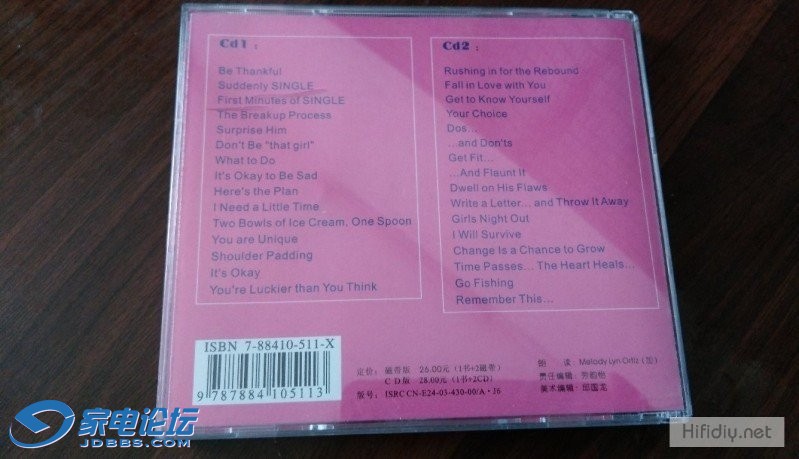 Cd1 :
Be Thankful
Suddenly SINGLE
First Minutes of SINGLE
The Breakup Process
Surprise Him
Don't Be "that girl"
What to Do
It's Okay to Be Sad
Here's the Plan
I Need a Little Time
Two Bowls of Ice Cream, One Spoon
You are Unique
Shoulder Padding
It's Okay
You're Luckier than You Think
Cd2 :
Rushing in for the Rebound
Fall in Love with You
Get to Know Yourself
Your Choice
Dos...
...and Don'ts
Get Fit...
...And Flaunt It
Dwell on His Flaws
Write a Letter... and Throw It Away
Girls Night Out
I Will Survive
Change Is a Chance to Grow
Time Passes... The Heart Heals...
Go Fishing
Remember This...
ISBN 7-88410-511-X
9 787884 105113
定价: 磁带版 26.00元 (1书+2磁带)
CD版 28.00元 (1书+2CD)
版号: ISRC CN-E24-03-430-00/A·J6
朗 读: Melody Lyn Ortiz (加)
责任编辑:
美术编辑: 邱国龙
家电论坛
JDBBS.COM
Hifidiy.net